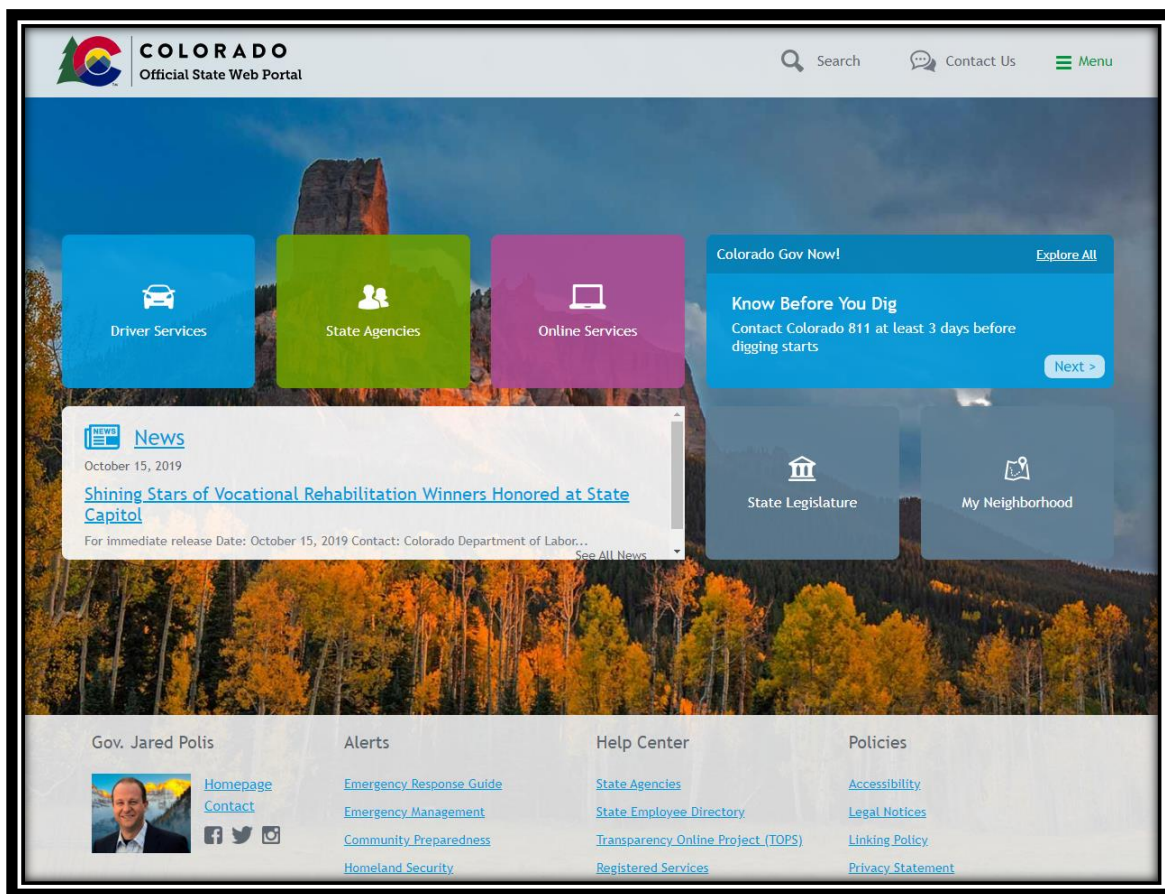 COLORADO
Official State Web Portal
Search
Contact Us
Menu
Driver Services
State Agencies
Online Services
Colorado Gov Now!
Explore All
Know Before You Dig
Contact Colorado 811 at least 3 days before
digging starts
Next >
NEWS
News
October 15, 2019
Shining Stars of Vocational Rehabilitation Winners Honored at State
Capitol
For immediate release Date: October 15, 2019 Contact: Colorado Department of Labor...
See All News
State Legislature
My Neighborhood
Gov. Jared Polis
Homepage
Contact
Alerts
Emergency Response Guide
Emergency Management
Community Preparedness
Homeland Security
Help Center
State Agencies
State Employee Directory
Transparency Online Project (TOPS)
Registered Services
Policies
Accessibility
Legal Notices
Linking Policy
Privacy Statement